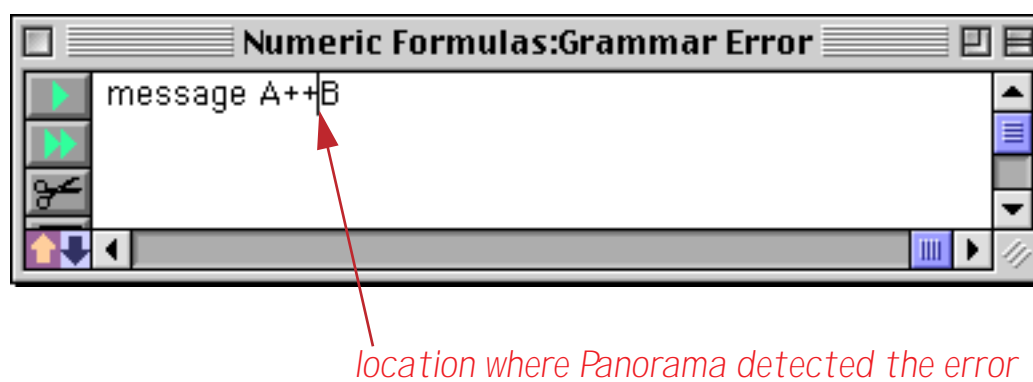 Numeric Formulas:Grammar Error
message A++B
location where Panorama detected the error